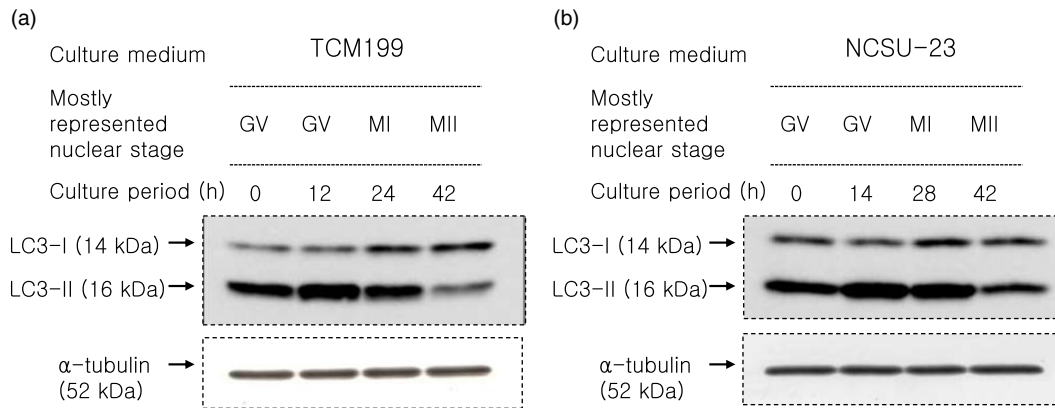 (a)
Culture medium TCM199
Mostly
represented
nuclear stage
GV GV MI MII
Culture period (h) 0 12 24 42
LC3-I (14 kDa)
LC3-II (16 kDa)
α-tubulin
(52 kDa)
(b)
Culture medium NCSU-23
Mostly
represented
nuclear stage
GV GV MI MII
Culture period (h) 0 14 28 42
LC3-I (14 kDa)
LC3-II (16 kDa)
α-tubulin
(52 kDa)